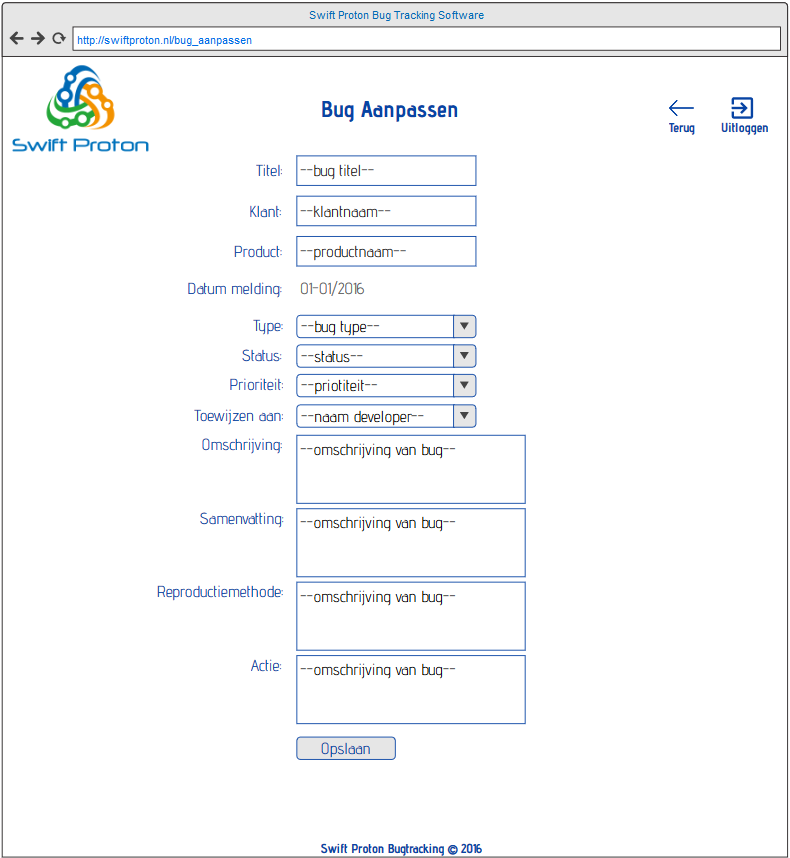 Swift Proton Bug Tracking Software
http://swiftproton.nl/bug_aanpassen
Swift Proton
Bug Aanpassen
Terug
Uitloggen
Titel: --bug titel--
Klant: --klantnaam--
Product: --productnaam--
Datum melding: 01-01/2016
Type: --bug type--
Status: --status--
Prioriteit: --priotiteit--
Toewijzen aan: --naam developer--
Omschrijving: --omschrijving van bug--
Samenvatting: --omschrijving van bug--
Reproductiemethode: --omschrijving van bug--
Actie: --omschrijving van bug--
Opslaan
Swift Proton Bugtracking © 2016